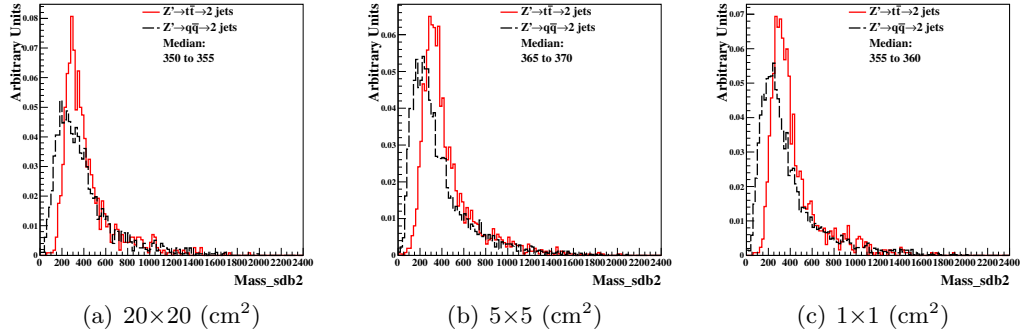 Arbitrary Units
Z'→tt̅→2 jets
Z'→qq̅→2 jets
Median:
350 to 355
0.08
0.07
0.06
0.05
0.04
0.03
0.02
0.01
0
0 200 400 600 800 1000 1200 1400 1600 1800 2000 2200 2400
Mass_sdb2
(a) 20×20 (cm²)
Arbitrary Units
Z'→tt̅→2 jets
Z'→qq̅→2 jets
Median:
365 to 370
0.06
0.05
0.04
0.03
0.02
0.01
0
0 200 400 600 800 1000 1200 1400 1600 1800 2000 2200 2400
Mass_sdb2
(b) 5×5 (cm²)
Arbitrary Units
Z'→tt̅→2 jets
Z'→qq̅→2 jets
Median:
355 to 360
0.07
0.06
0.05
0.04
0.03
0.02
0.01
0
0 200 400 600 800 1000 1200 1400 1600 1800 2000 2200 2400
Mass_sdb2
(c) 1×1 (cm²)